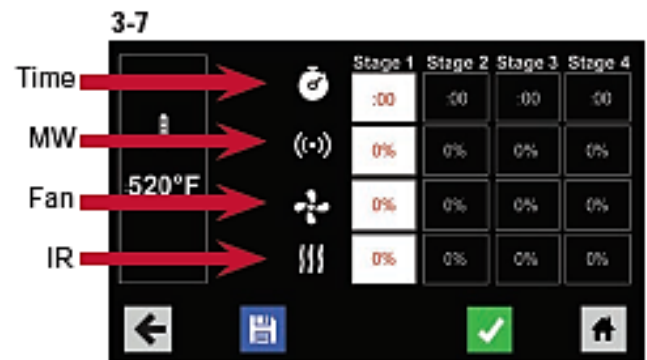 3-7
Stage 1 Stage 2 Stage 3 Stage 4
Time :00 :00 :00 :00
MW 0% 0% 0% 0%
520°F
Fan 0% 0% 0% 0%
IR 0% 0% 0% 0%